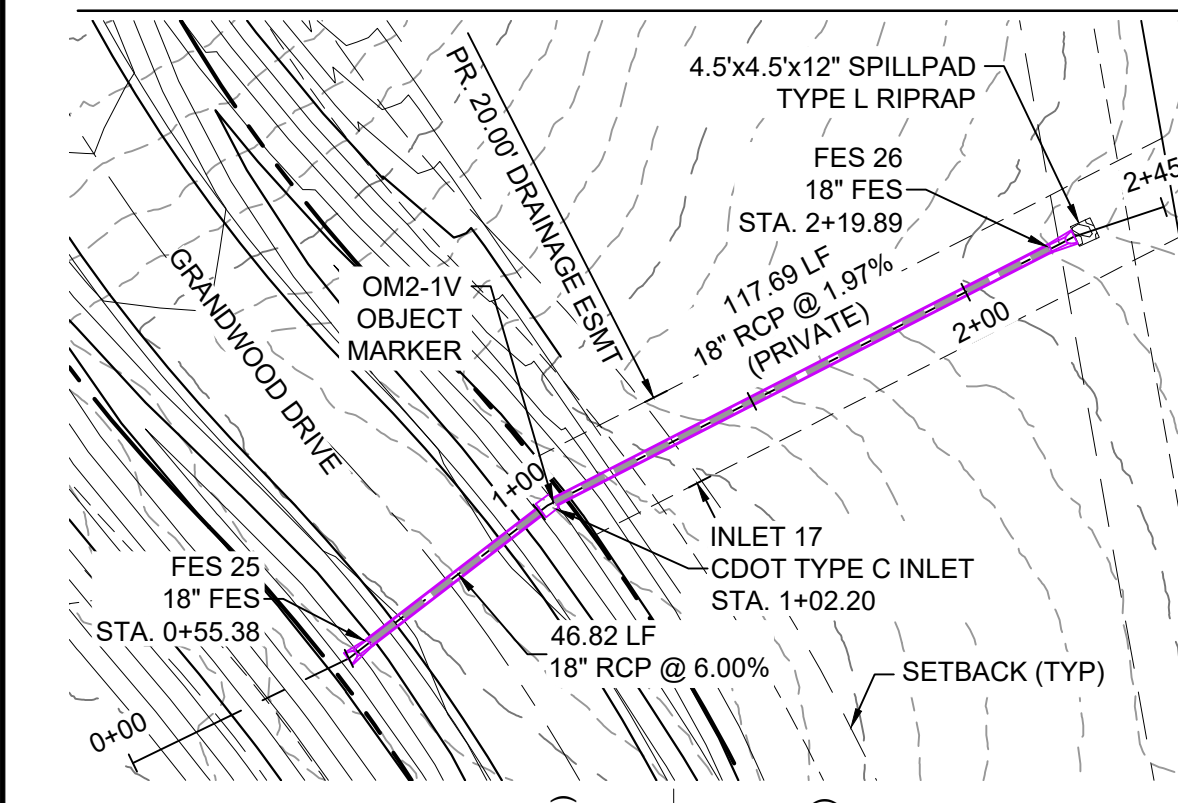 4.5'x4.5'x12" SPILLPAD
TYPE L RIPRAP
PR. 20.00' DRAINAGE ESMT
FES 26
18" FES
STA. 2+19.89
2+45
117.69 LF
18" RCP @ 1.97%
(PRIVATE)
2+00
GRANDWOOD DRIVE
OM2-1V
OBJECT
MARKER
1+00
INLET 17
CDOT TYPE C INLET
STA. 1+02.20
FES 25
18" FES
STA. 0+55.38
46.82 LF
18" RCP @ 6.00%
SETBACK (TYP)
0+00